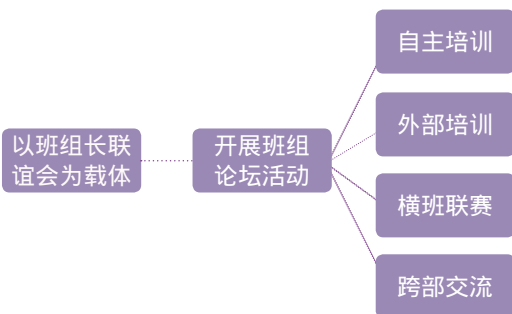 以班组长联
谊会为载体
开展班组
论坛活动
自主培训
外部培训
横班联赛
跨部交流